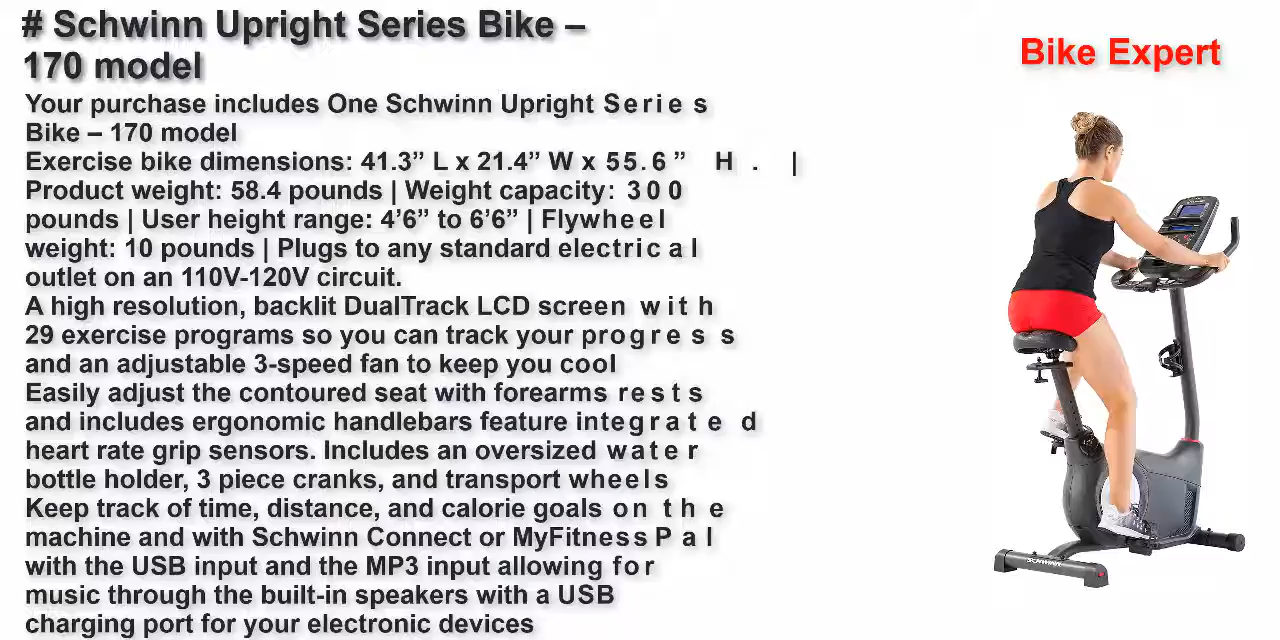 # Schwinn Upright Series Bike –
170 model
Bike Expert
Your purchase includes One Schwinn Upright Series
Bike – 170 model
Exercise bike dimensions: 41.3” L x 21.4” W x 55.6” H. |
Product weight: 58.4 pounds | Weight capacity: 300
pounds | User height range: 4’6” to 6’6” | Flywheel
weight: 10 pounds | Plugs to any standard electrical
outlet on an 110V-120V circuit.
A high resolution, backlit DualTrack LCD screen with
29 exercise programs so you can track your progress
and an adjustable 3-speed fan to keep you cool
Easily adjust the contoured seat with forearms rests
and includes ergonomic handlebars feature integrated
heart rate grip sensors. Includes an oversized water
bottle holder, 3 piece cranks, and transport wheels
Keep track of time, distance, and calorie goals on the
machine and with Schwinn Connect or MyFitnessPal
with the USB input and the MP3 input allowing for
music through the built-in speakers with a USB
charging port for your electronic devices
SCHWINN